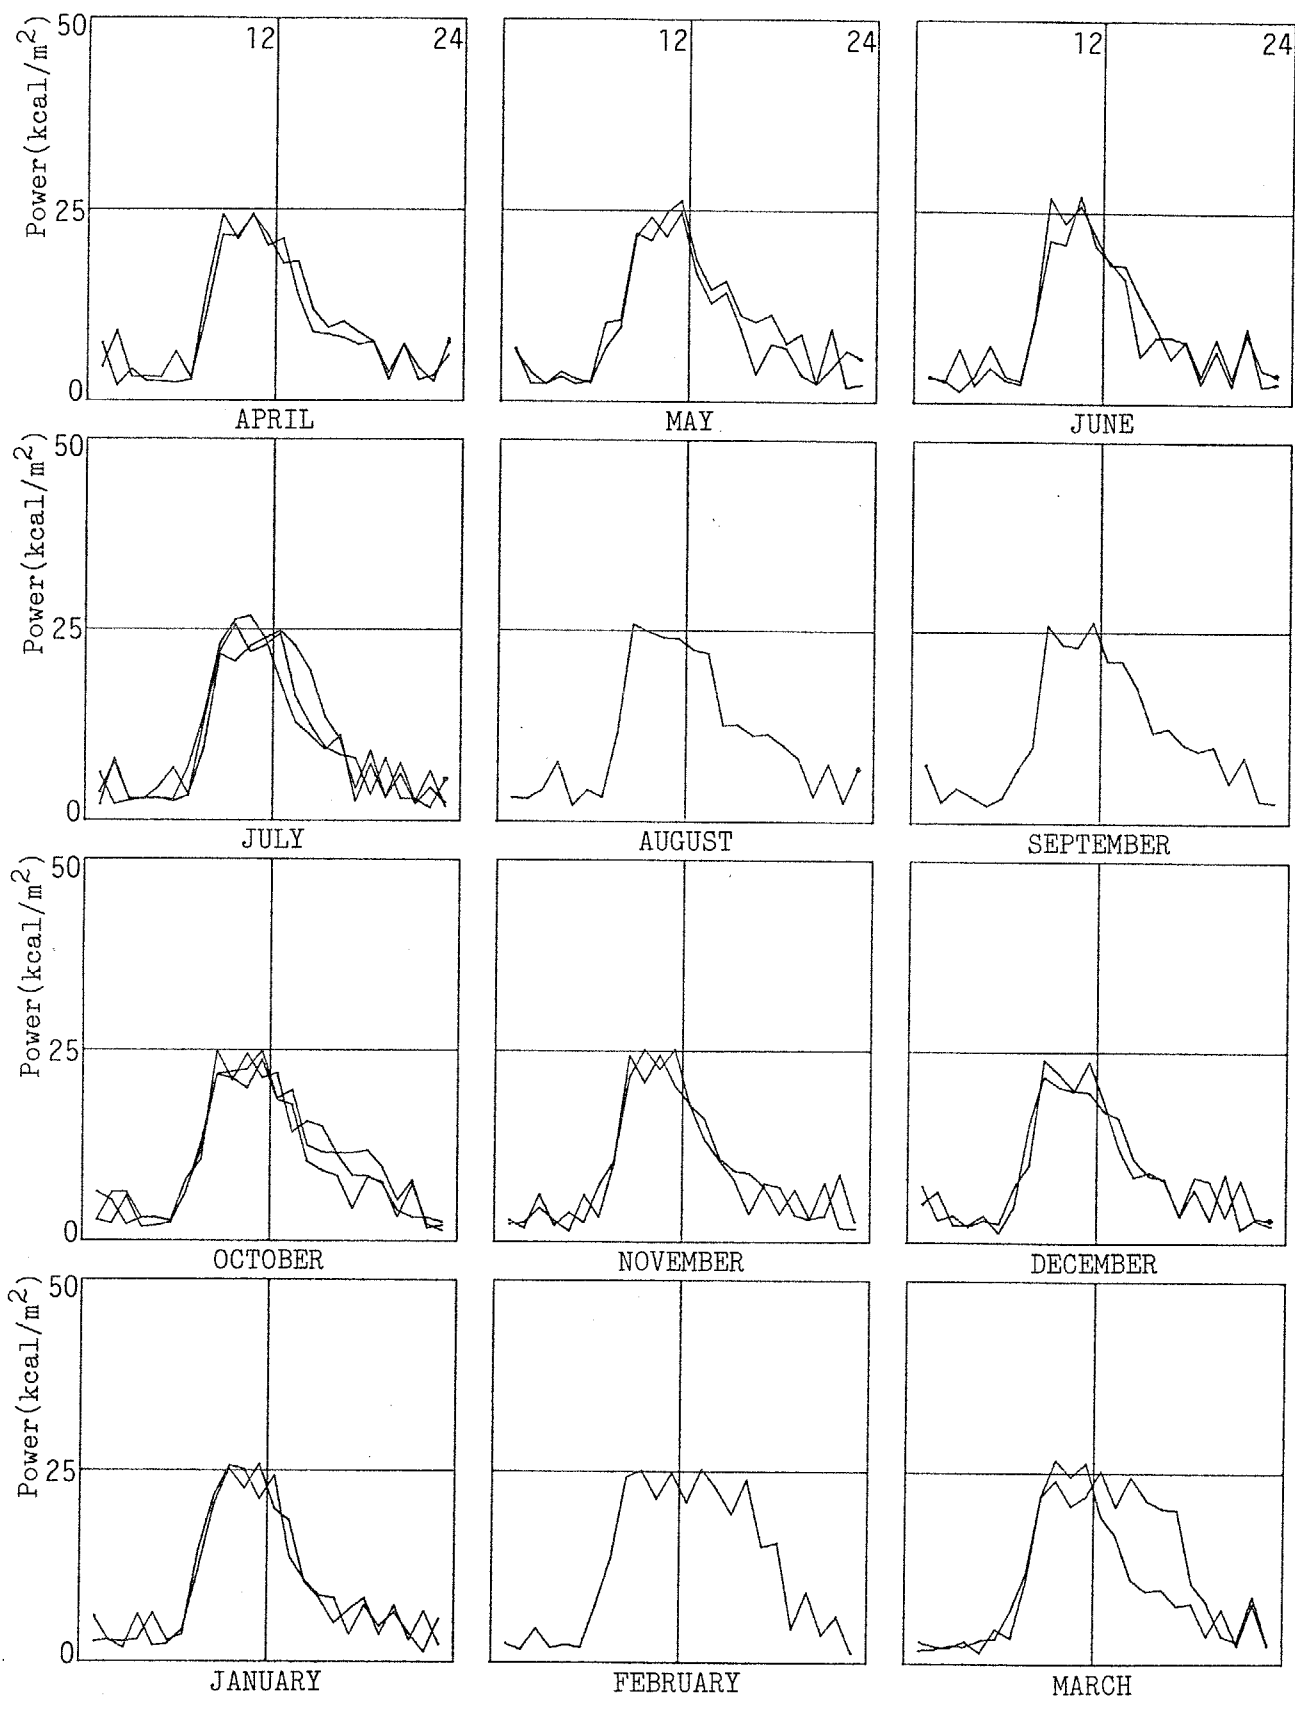 50 12 24 12 24 12 24
Power(kcal/m²)
25
0
APRIL MAY JUNE
50
Power(kcal/m²)
25
0
JULY AUGUST SEPTEMBER
50
Power(kcal/m²)
25
0
OCTOBER NOVEMBER DECEMBER
50
Power(kcal/m²)
25
0
JANUARY FEBRUARY MARCH